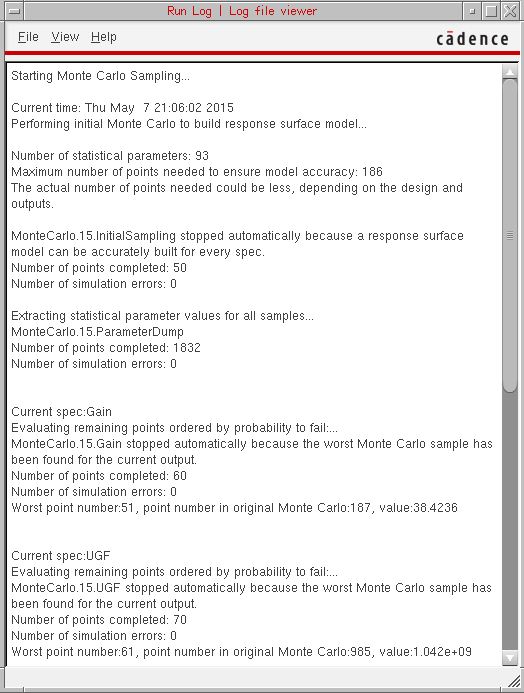 Run Log | Log file viewer
File View Help
cādence
Starting Monte Carlo Sampling...
Current time: Thu May  7 21:06:02 2015
Performing initial Monte Carlo to build response surface model...
Number of statistical parameters: 93
Maximum number of points needed to ensure model accuracy: 186
The actual number of points needed could be less, depending on the design and
outputs.
MonteCarlo.15.InitialSampling stopped automatically because a response surface
model can be accurately built for every spec.
Number of points completed: 50
Number of simulation errors: 0
Extracting statistical parameter values for all samples...
MonteCarlo.15.ParameterDump
Number of points completed: 1832
Number of simulation errors: 0
Current spec:Gain
Evaluating remaining points ordered by probability to fail:...
MonteCarlo.15.Gain stopped automatically because the worst Monte Carlo sample has
been found for the current output.
Number of points completed: 60
Number of simulation errors: 0
Worst point number:51, point number in original Monte Carlo:187, value:38.4236
Current spec:UGF
Evaluating remaining points ordered by probability to fail:...
MonteCarlo.15.UGF stopped automatically because the worst Monte Carlo sample has
been found for the current output.
Number of points completed: 70
Number of simulation errors: 0
Worst point number:61, point number in original Monte Carlo:985, value:1.042e+09